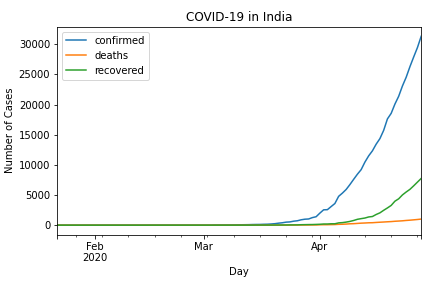 COVID-19 in India
confirmed
deaths
recovered
30000
25000
20000
15000
10000
5000
0
Number of Cases
Feb
2020
Mar
Apr
Day